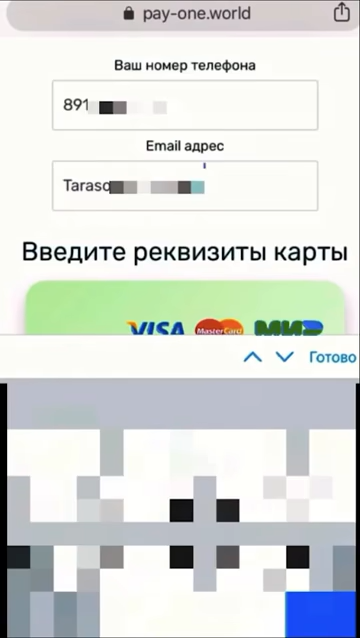 pay-one.world
Ваш номер телефона
891
Email адрес
Taraso
Введите реквизиты карты
VISA MasterCard МИР
Готово